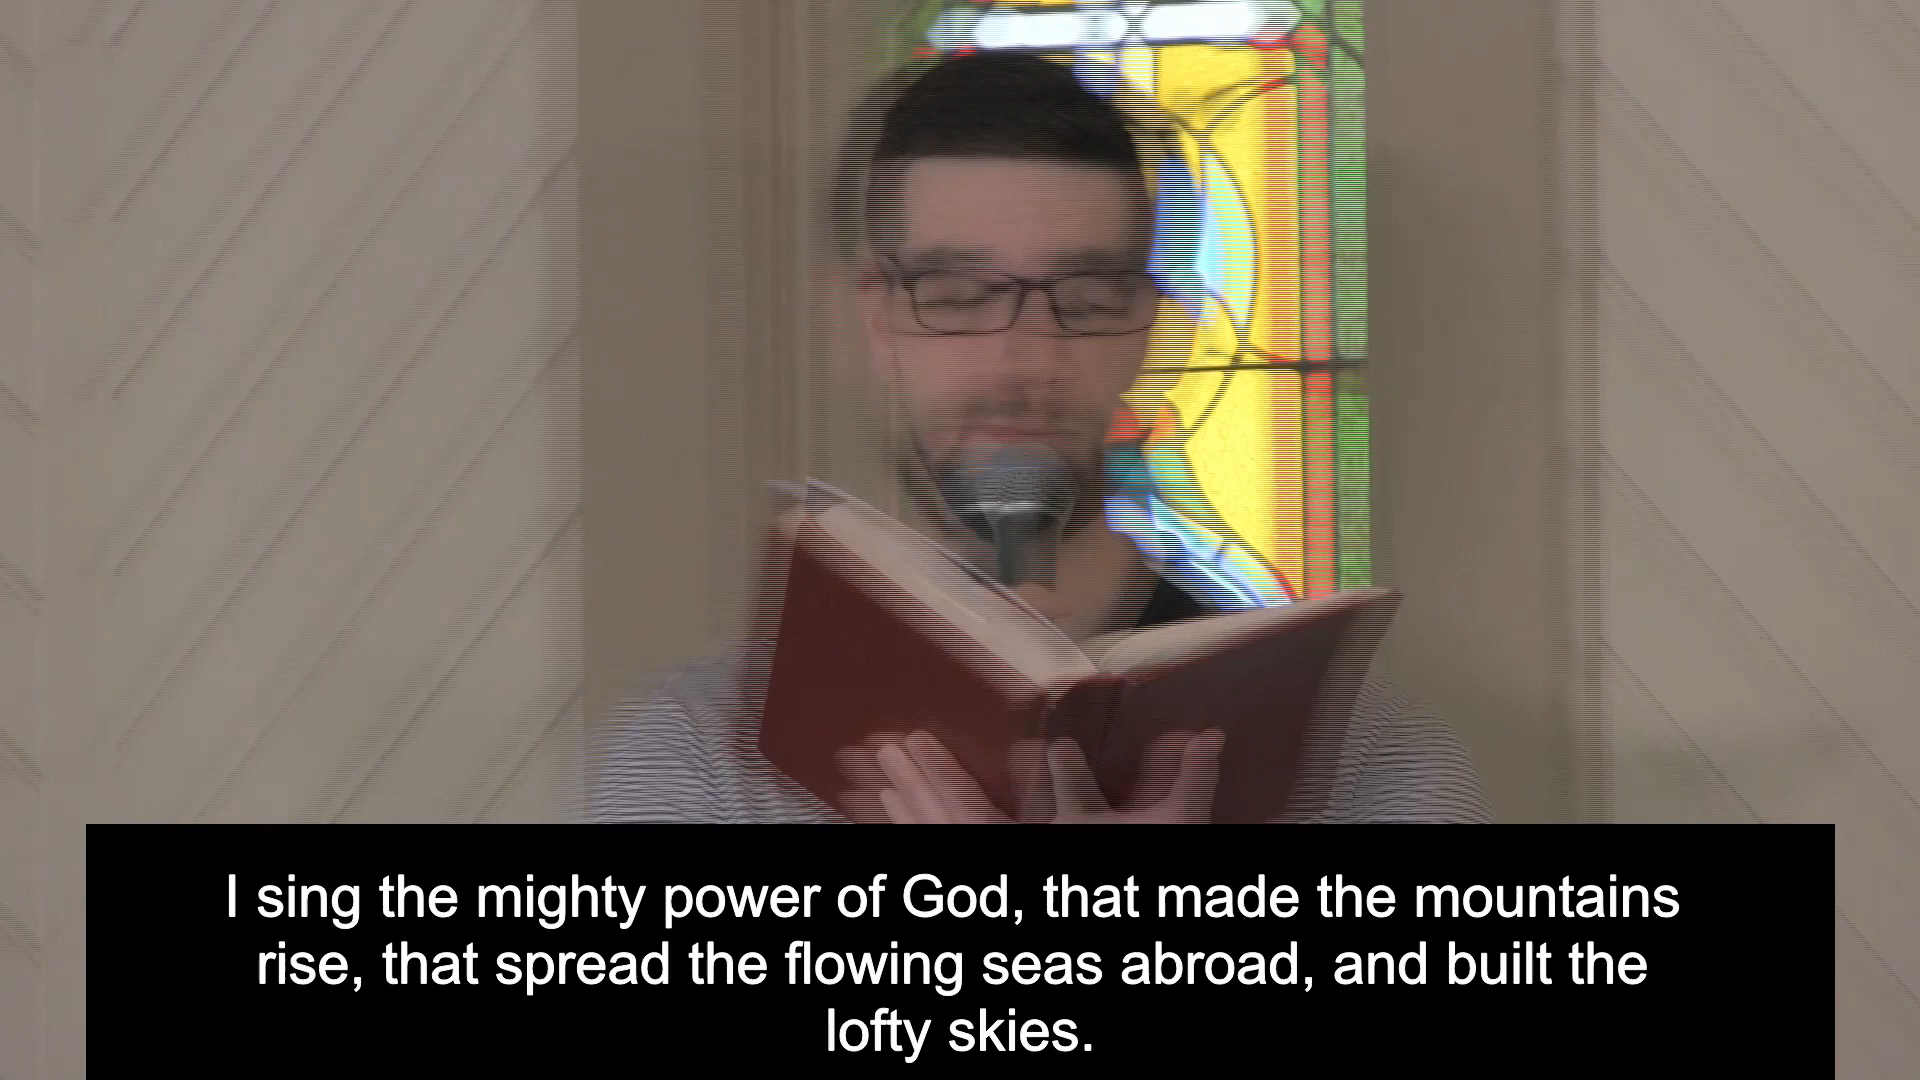 I sing the mighty power of God, that made the mountains
rise, that spread the flowing seas abroad, and built the
lofty skies.